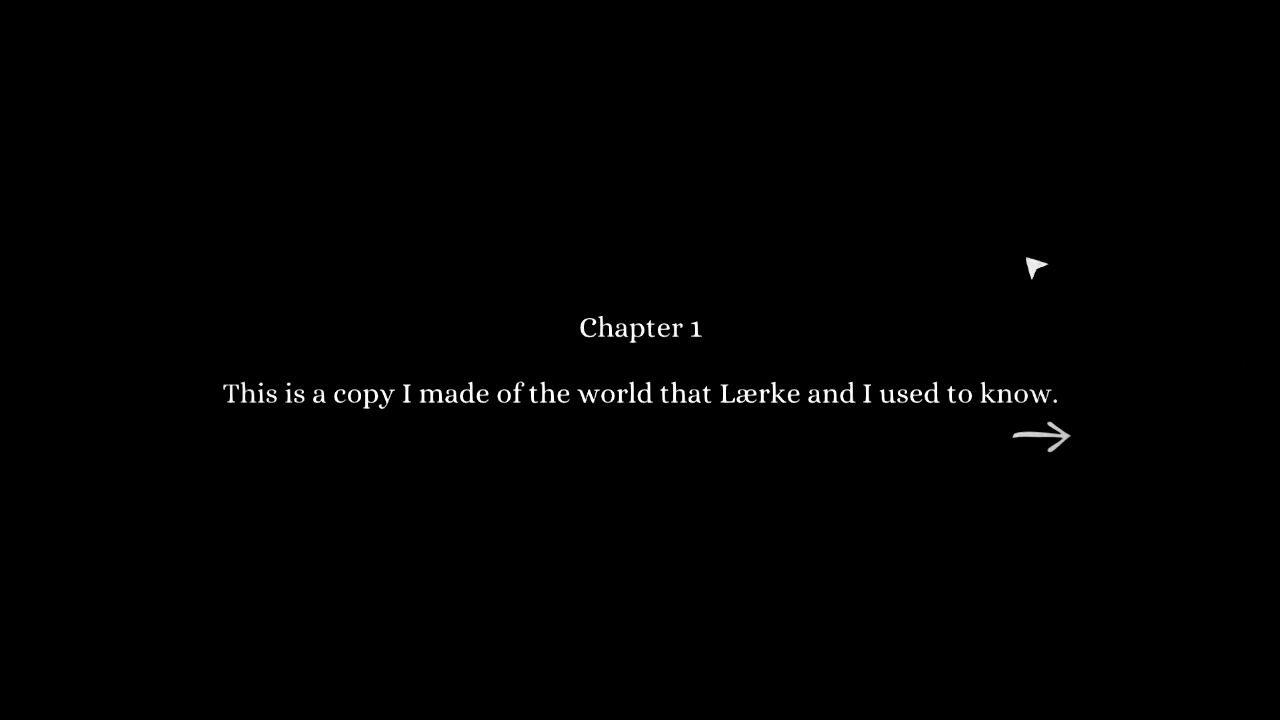 Chapter 1
This is a copy I made of the world that Lærke and I used to know.